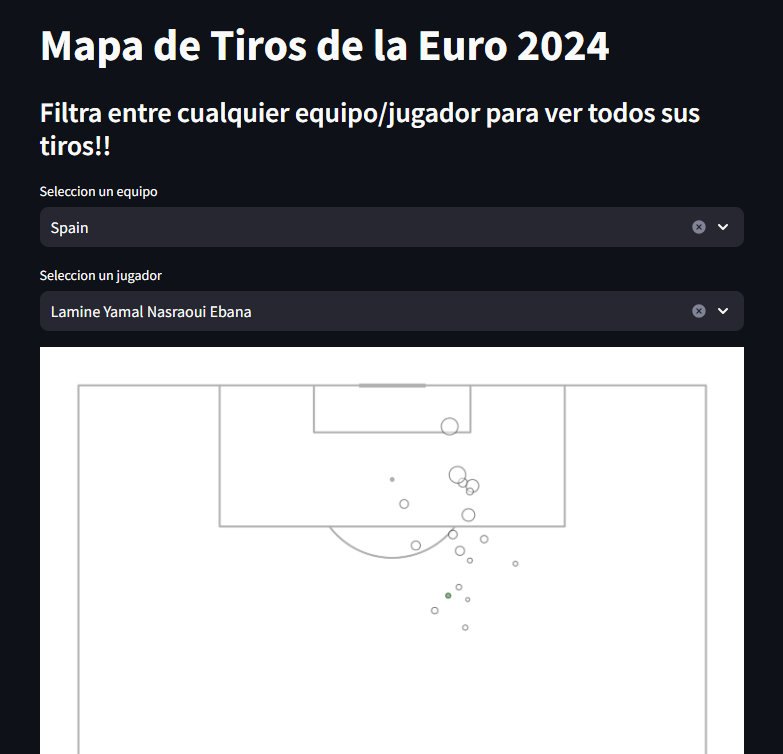 Mapa de Tiros de la Euro 2024
Filtra entre cualquier equipo/jugador para ver todos sus
tiros!!
Seleccion un equipo
Spain
Seleccion un jugador
Lamine Yamal Nasraoui Ebana